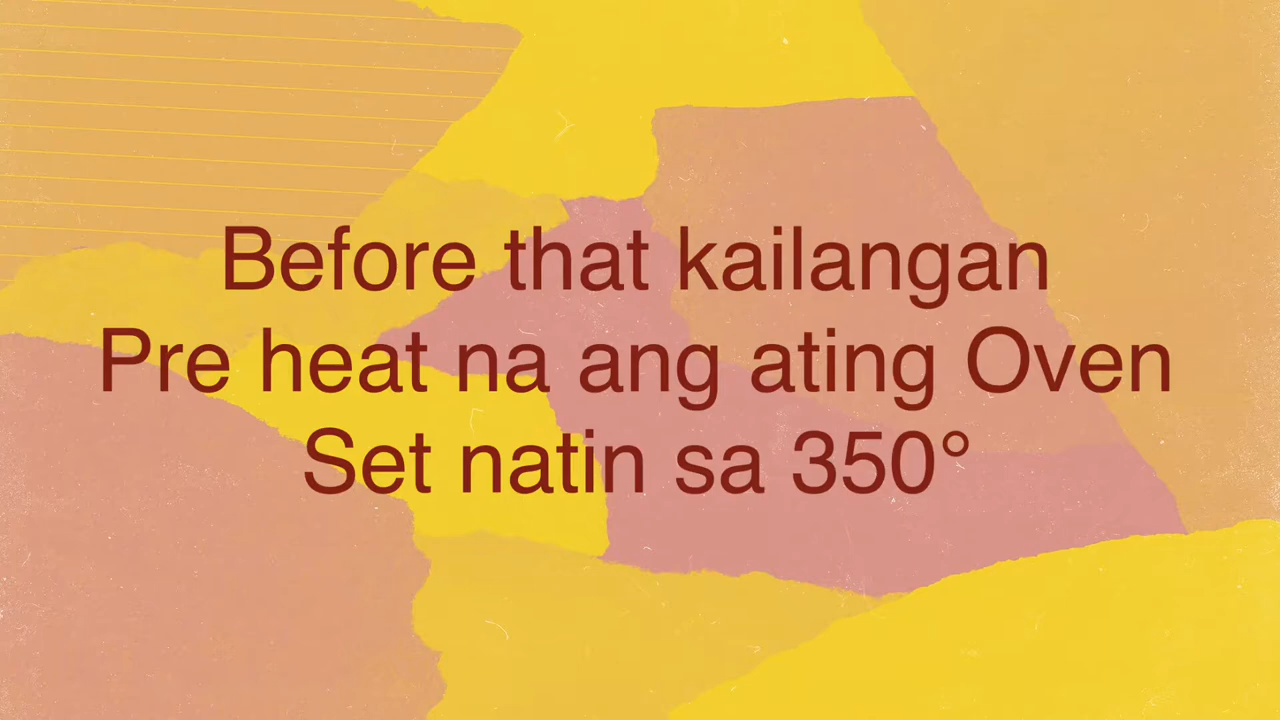 Before that kailangan
Pre heat na ang ating Oven
Set natin sa 350°